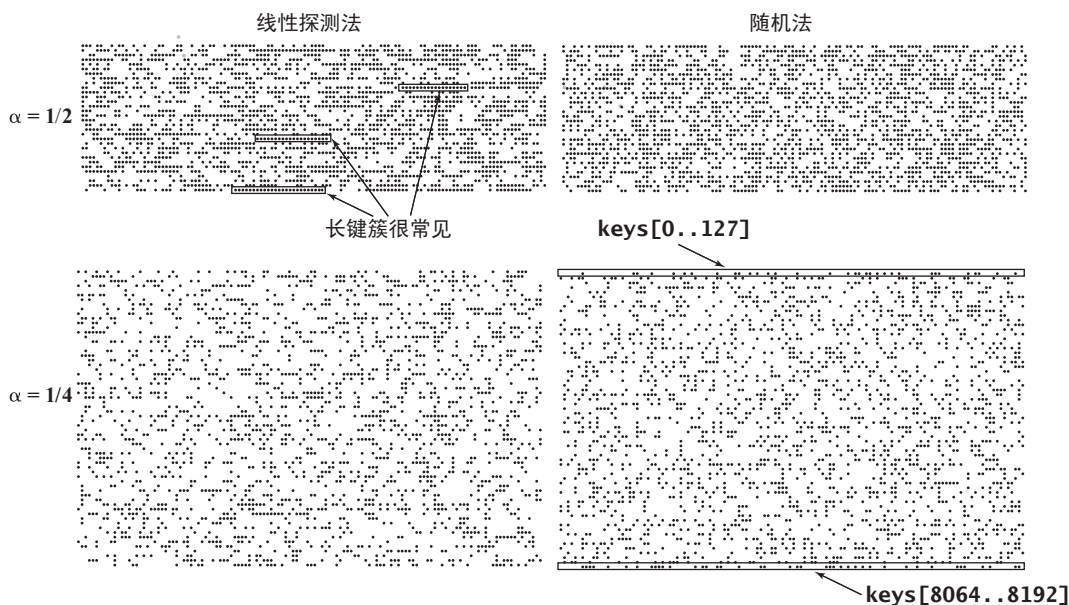 线性探测法
随机法
α = 1/2
长键簇很常见
keys[0..127]
α = 1/4
keys[8064..8192]